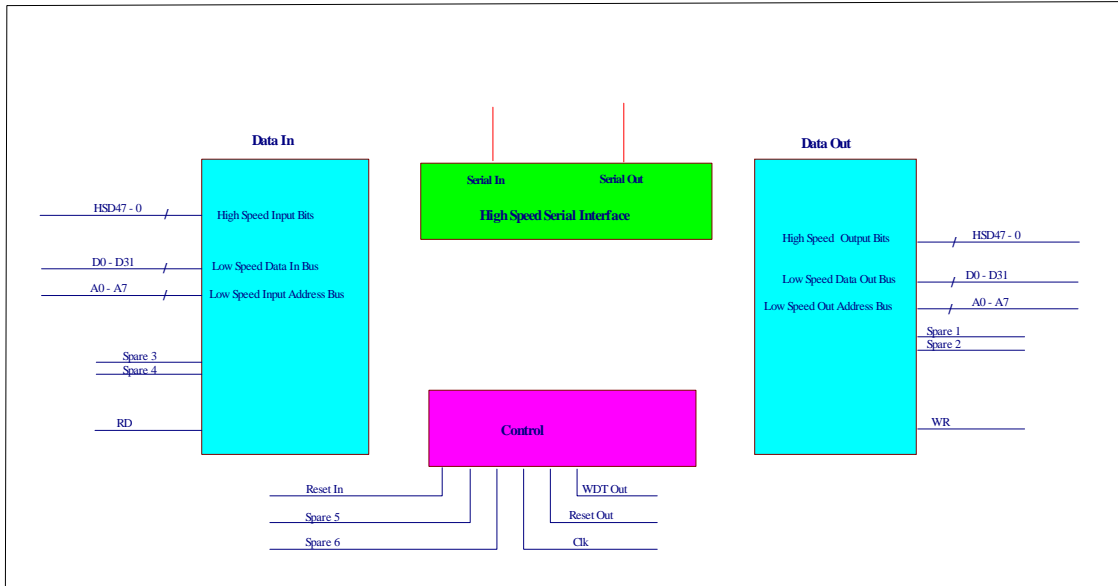 Data In
Data Out
Serial In
Serial Out
High Speed Serial Interface
HSD47 - 0
High Speed Input Bits
D0 - D31
Low Speed Data In Bus
A0 - A7
Low Speed Input Address Bus
Spare 3
Spare 4
RD
High Speed Output Bits
HSD47 - 0
Low Speed Data Out Bus
D0 - D31
Low Speed Out Address Bus
A0 - A7
Spare 1
Spare 2
WR
Control
Reset In
WDT Out
Spare 5
Reset Out
Spare 6
Clk